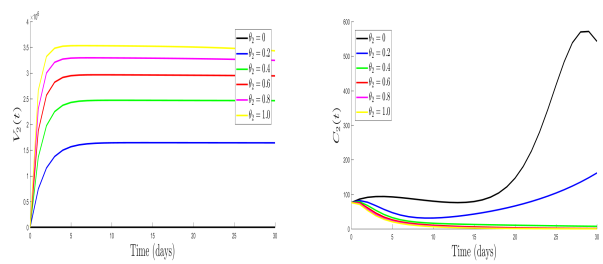 ×10⁶
4
3.5
3
2.5
2
1.5
1
0.5
0
0 5 10 15 20 25 30
V₂(t)
Time (days)
θ₂ = 0
θ₂ = 0.2
θ₂ = 0.4
θ₂ = 0.6
θ₂ = 0.8
θ₂ = 1.0
600
500
400
300
200
100
0
0 5 10 15 20 25 30
C₂(t)
Time (days)
θ₂ = 0
θ₂ = 0.2
θ₂ = 0.4
θ₂ = 0.6
θ₂ = 0.8
θ₂ = 1.0